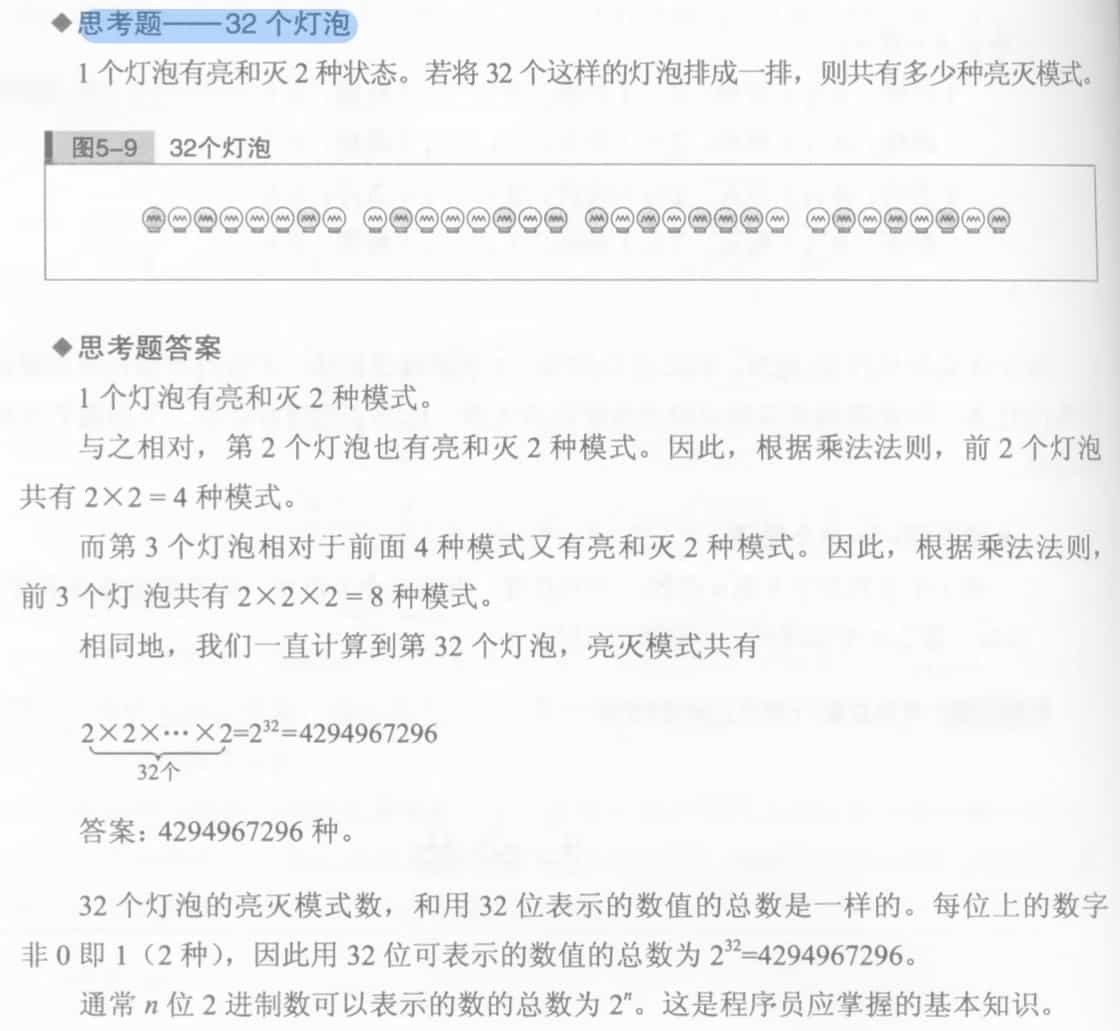 ◆思考题——32 个灯泡
1 个灯泡有亮和灭 2 种状态。若将 32 个这样的灯泡排成一排，则共有多少种亮灭模式。
图5-9 32个灯泡
◆思考题答案
1 个灯泡有亮和灭 2 种模式。
与之相对，第 2 个灯泡也有亮和灭 2 种模式。因此，根据乘法法则，前 2 个灯泡
共有 2×2 = 4 种模式。
而第 3 个灯泡相对于前面 4 种模式又有亮和灭 2 种模式。因此，根据乘法法则，
前 3 个灯 泡共有 2×2×2 = 8 种模式。
相同地，我们一直计算到第 32 个灯泡，亮灭模式共有
2×2×⋯×2=2³²=4294967296
32个
答案：4294967296 种。
32 个灯泡的亮灭模式数，和用 32 位表示的数值的总数是一样的。每位上的数字
非 0 即 1（2 种），因此用 32 位可表示的数值的总数为 2³²=4294967296。
通常 n 位 2 进制数可以表示的数的总数为 2ⁿ。这是程序员应掌握的基本知识。